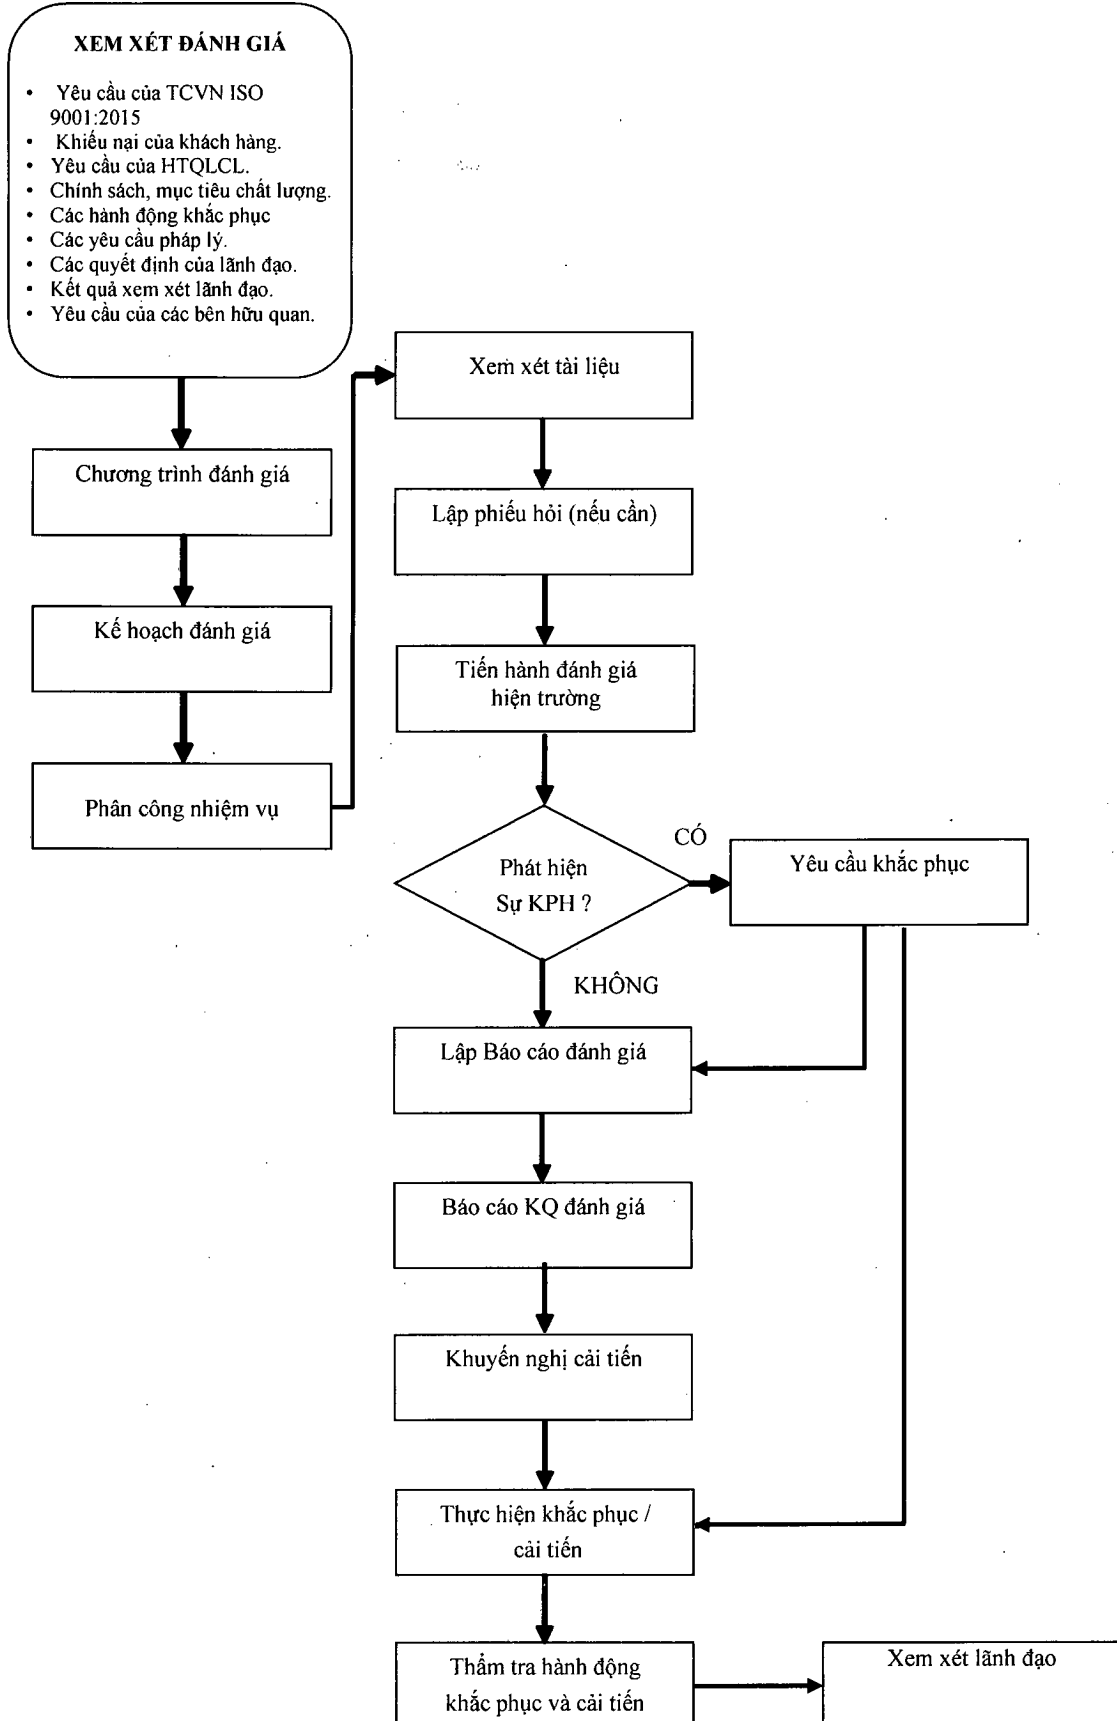 XEM XÉT ĐÁNH GIÁ
• Yêu cầu của TCVN ISO
9001:2015
• Khiếu nại của khách hàng.
• Yêu cầu của HTQLCL.
• Chính sách, mục tiêu chất lượng.
• Các hành động khắc phục
• Các yêu cầu pháp lý.
• Các quyết định của lãnh đạo.
• Kết quả xem xét lãnh đạo.
• Yêu cầu của các bên hữu quan.
Chương trình đánh giá
Kế hoạch đánh giá
Phân công nhiệm vụ
Xem xét tài liệu
Lập phiếu hỏi (nếu cần)
Tiến hành đánh giá
hiện trường
Phát hiện
Sự KPH ?
CÓ
Yêu cầu khắc phục
KHÔNG
Lập Báo cáo đánh giá
Báo cáo KQ đánh giá
Khuyến nghị cải tiến
Thực hiện khắc phục /
cải tiến
Thẩm tra hành động
khắc phục và cải tiến
Xem xét lãnh đạo